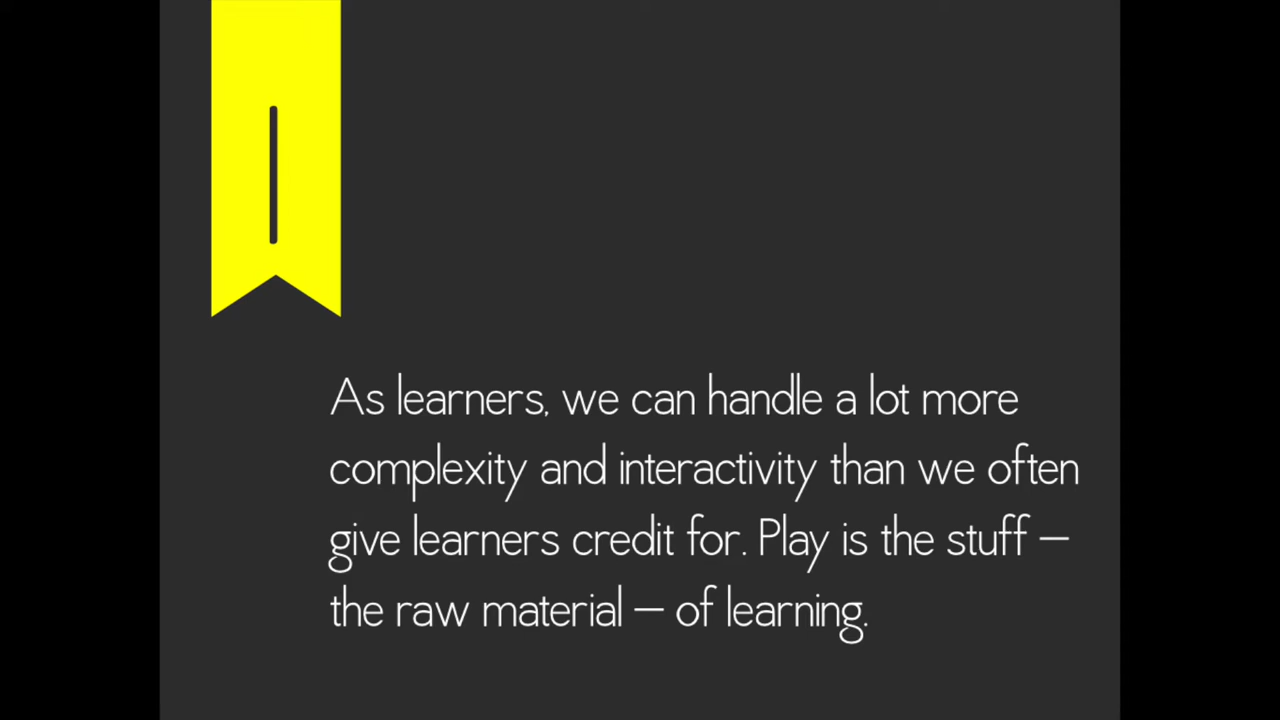 1
As learners, we can handle a lot more
complexity and interactivity than we often
give learners credit for. Play is the stuff —
the raw material — of learning.